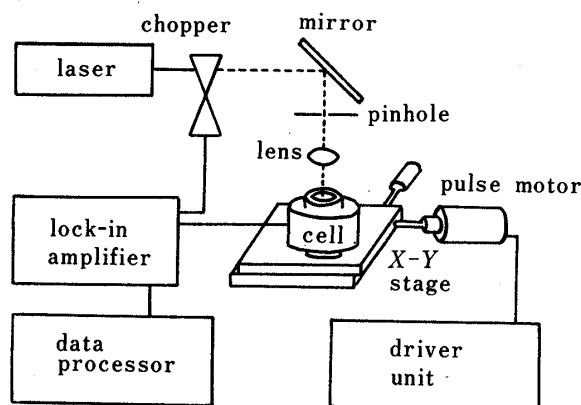 chopper
mirror
laser
pinhole
lens
pulse motor
cell
lock-in
amplifier
X-Y
stage
data
processor
driver
unit